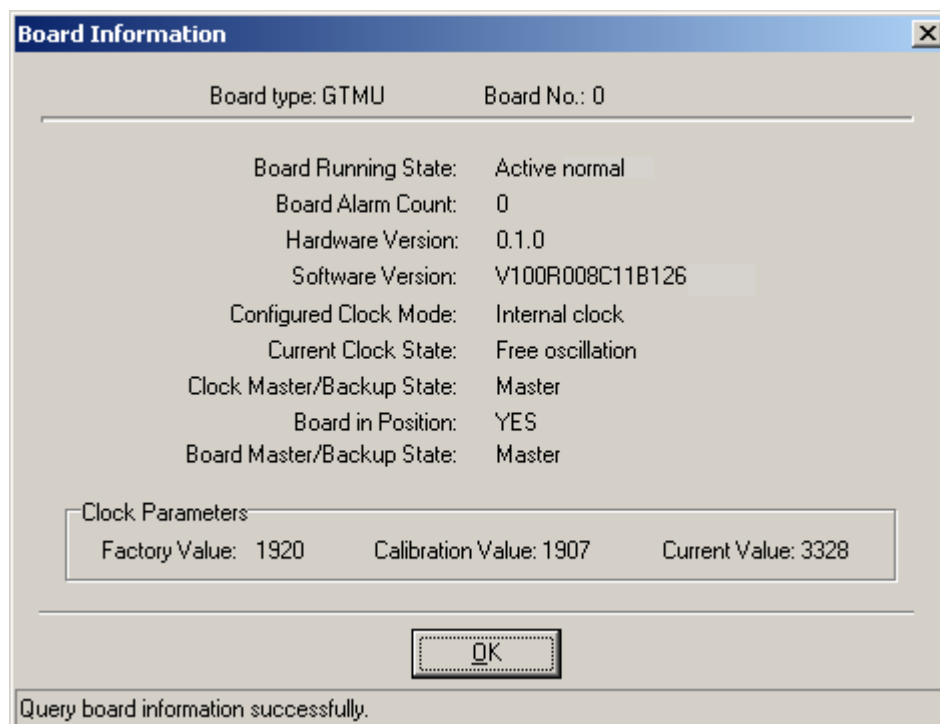 Board Information
Board type: GTMU Board No.: 0
Board Running State: Active normal
Board Alarm Count: 0
Hardware Version: 0.1.0
Software Version: V100R008C11B126
Configured Clock Mode: Internal clock
Current Clock State: Free oscillation
Clock Master/Backup State: Master
Board in Position: YES
Board Master/Backup State: Master
Clock Parameters
Factory Value: 1920 Calibration Value: 1907 Current Value: 3328
OK
Query board information successfully.